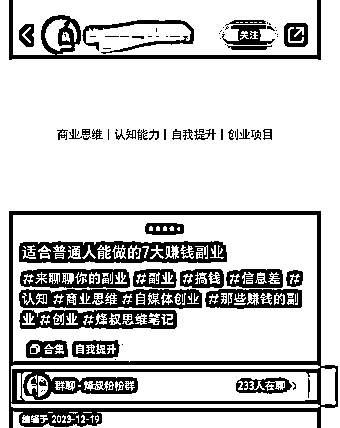 关注
商业思维丨认知能力丨自我提升丨创业项目
适合普通人能做的7大赚钱副业
#来聊聊你的副业 #副业 #搞钱 #信息差 #
认知 #商业思维 #自媒体创业 #那些赚钱的副
业 #创业 #烽叔思维笔记
合集 自我提升
群聊·烽叔粉粉群 233人在聊
编辑于 2023-12-19